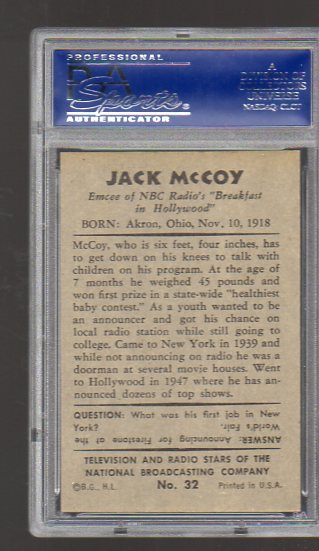 PROFESSIONAL
PSA
Sports®
AUTHENTICATOR
A
DIVISION OF
COLLECTORS
UNIVERSE
NASDAQ: CLCT
JACK McCOY
Emcee of NBC Radio's "Breakfast
in Hollywood"
BORN: Akron, Ohio, Nov. 10, 1918
McCoy, who is six feet, four inches, has
to get down on his knees to talk with
children on his program. At the age of
7 months he weighed 45 pounds and
won first prize in a state-wide "healthiest
baby contest." As a youth wanted to be
an announcer and got his chance on
local radio station while still going to
college. Came to New York in 1939 and
while not announcing on radio he was a
doorman at several movie houses. Went
to Hollywood in 1947 where he has an-
nounced dozens of top shows.
QUESTION: What was his first job in New
York?
ANSWER: Announcing for Firestone at the
World's Fair.
TELEVISION AND RADIO STARS OF THE
NATIONAL BROADCASTING COMPANY
©B.G., H.L. No. 32 Printed in U.S.A.